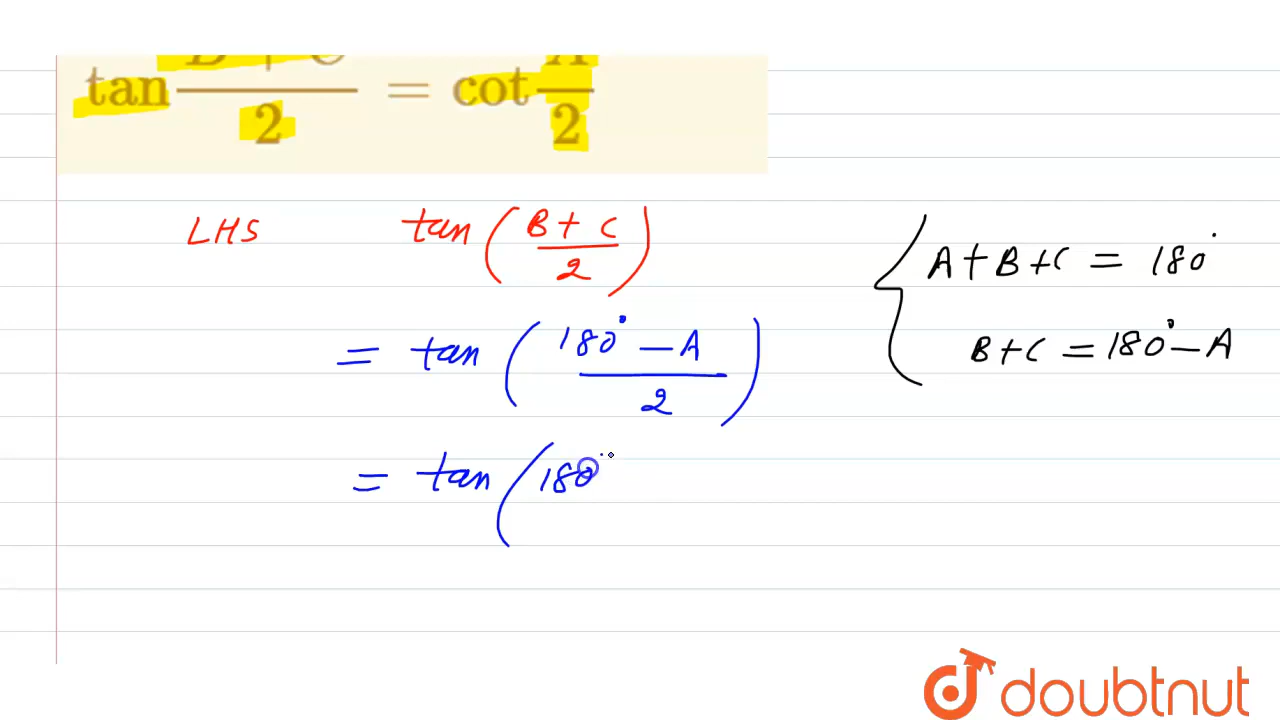 tan B + C / 2 = cot A / 2
LHS tan ( B + C / 2 )
= tan ( 180° − A / 2 )
= tan ( 180°
A + B + C = 180°
B + C = 180° − A
doubtnut